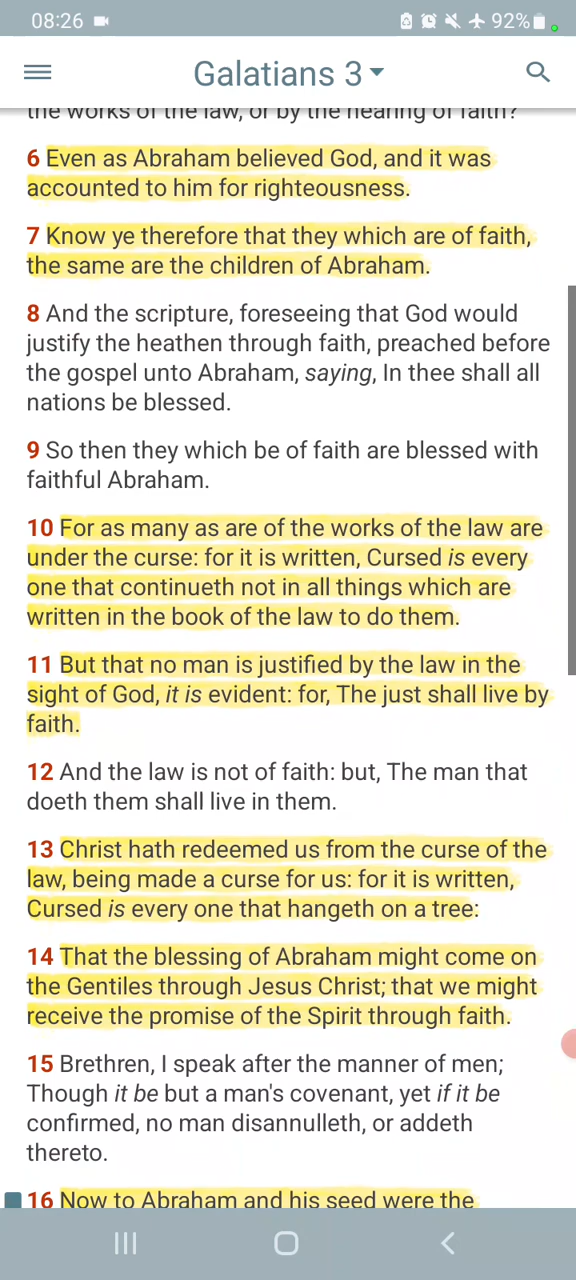 08:26 92%
Galatians 3
the works of the law, or by the hearing of faith?
6 Even as Abraham believed God, and it was
accounted to him for righteousness.
7 Know ye therefore that they which are of faith,
the same are the children of Abraham.
8 And the scripture, foreseeing that God would
justify the heathen through faith, preached before
the gospel unto Abraham, saying, In thee shall all
nations be blessed.
9 So then they which be of faith are blessed with
faithful Abraham.
10 For as many as are of the works of the law are
under the curse: for it is written, Cursed is every
one that continueth not in all things which are
written in the book of the law to do them.
11 But that no man is justified by the law in the
sight of God, it is evident: for, The just shall live by
faith.
12 And the law is not of faith: but, The man that
doeth them shall live in them.
13 Christ hath redeemed us from the curse of the
law, being made a curse for us: for it is written,
Cursed is every one that hangeth on a tree:
14 That the blessing of Abraham might come on
the Gentiles through Jesus Christ; that we might
receive the promise of the Spirit through faith.
15 Brethren, I speak after the manner of men;
Though it be but a man's covenant, yet if it be
confirmed, no man disannulleth, or addeth
thereto.
16 Now to Abraham and his seed were the